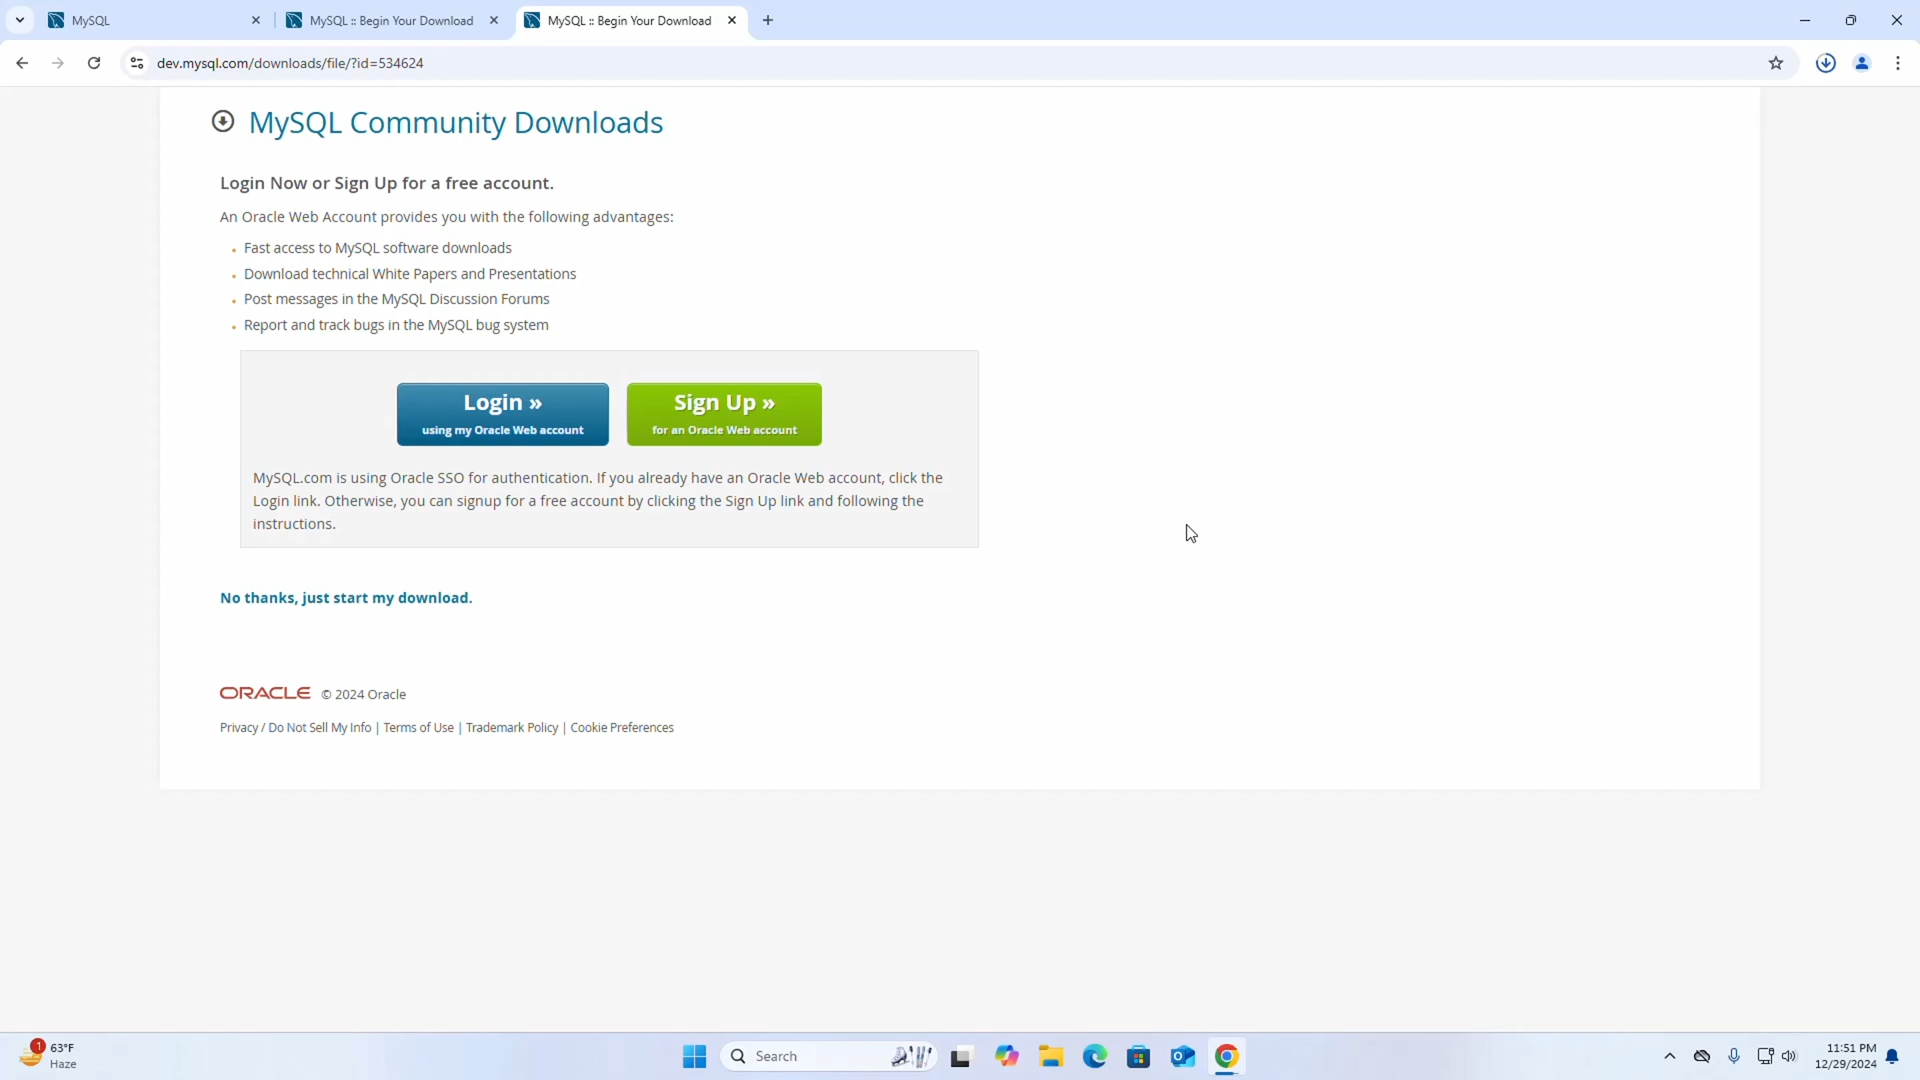 MySQL
MySQL :: Begin Your Download
MySQL :: Begin Your Download
dev.mysql.com/downloads/file/?id=534624
MySQL Community Downloads
Login Now or Sign Up for a free account.
An Oracle Web Account provides you with the following advantages:
Fast access to MySQL software downloads
Download technical White Papers and Presentations
Post messages in the MySQL Discussion Forums
Report and track bugs in the MySQL bug system
Login »
using my Oracle Web account
Sign Up »
for an Oracle Web account
MySQL.com is using Oracle SSO for authentication. If you already have an Oracle Web account, click the
Login link. Otherwise, you can signup for a free account by clicking the Sign Up link and following the
instructions.
No thanks, just start my download.
ORACLE © 2024 Oracle
Privacy / Do Not Sell My Info | Terms of Use | Trademark Policy | Cookie Preferences
1
63°F
Haze
Search
11:51 PM
12/29/2024